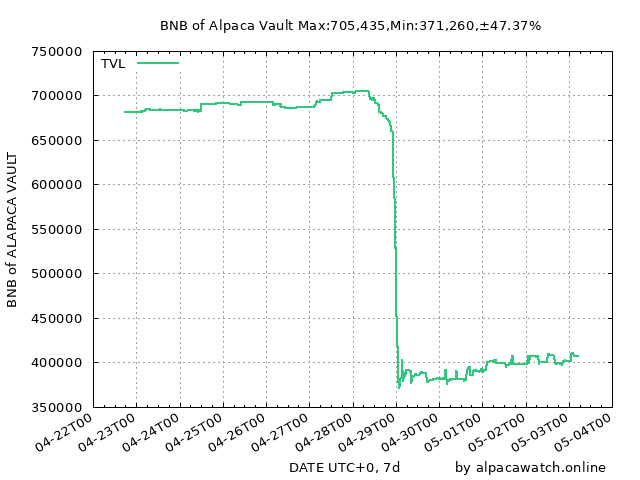 BNB of Alpaca Vault Max:705,435,Min:371,260,±47.37%
TVL
750000
700000
650000
600000
550000
500000
450000
400000
350000
BNB of ALAPACA VAULT
04-22T00
04-23T00
04-24T00
04-25T00
04-26T00
04-27T00
04-28T00
04-29T00
04-30T00
05-01T00
05-02T00
05-03T00
05-04T00
DATE UTC+0, 7d
by alpacawatch.online